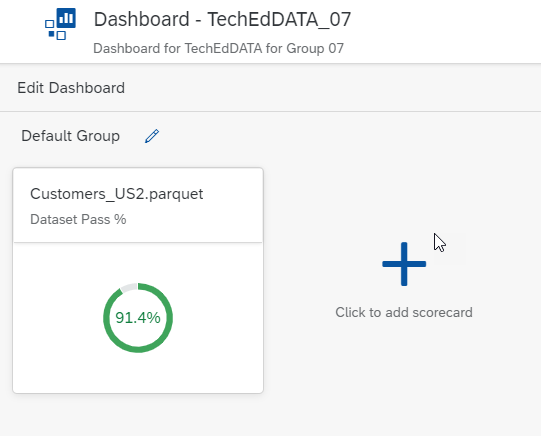 Dashboard - TechEdDATA_07
Dashboard for TechEdDATA for Group 07
Edit Dashboard
Default Group
Customers_US2.parquet
Dataset Pass %
91.4%
Click to add scorecard